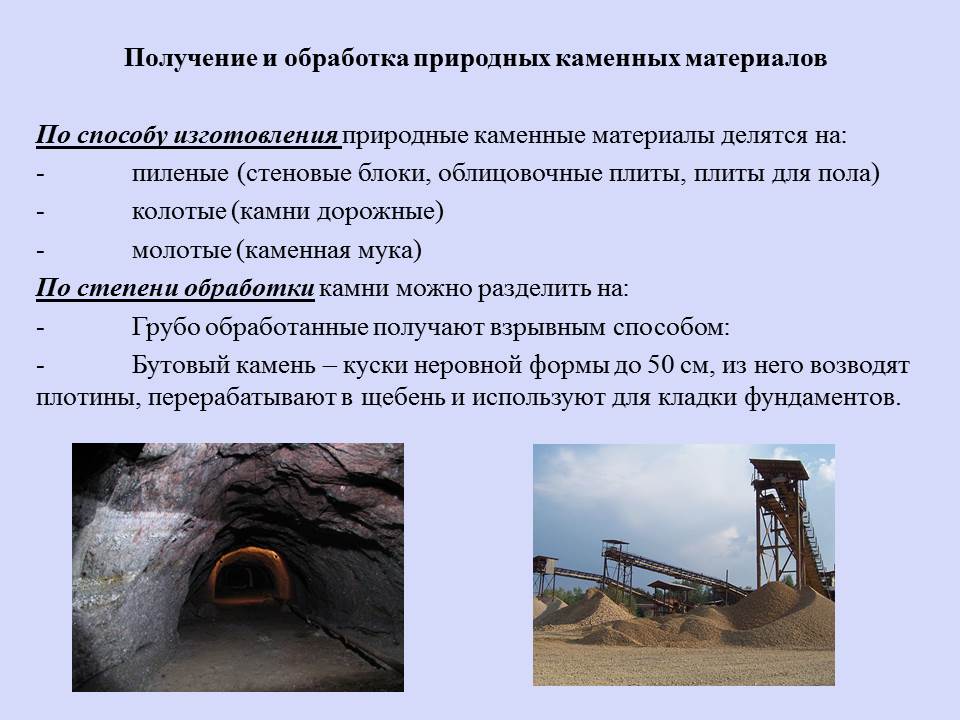 Получение и обработка природных каменных материалов
По способу изготовления природные каменные материалы делятся на:
- пиленые (стеновые блоки, облицовочные плиты, плиты для пола)
- колотые (камни дорожные)
- молотые (каменная мука)
По степени обработки камни можно разделить на:
- Грубо обработанные получают взрывным способом:
- Бутовый камень – куски неровной формы до 50 см, из него возводят
плотины, перерабатывают в щебень и используют для кладки фундаментов.